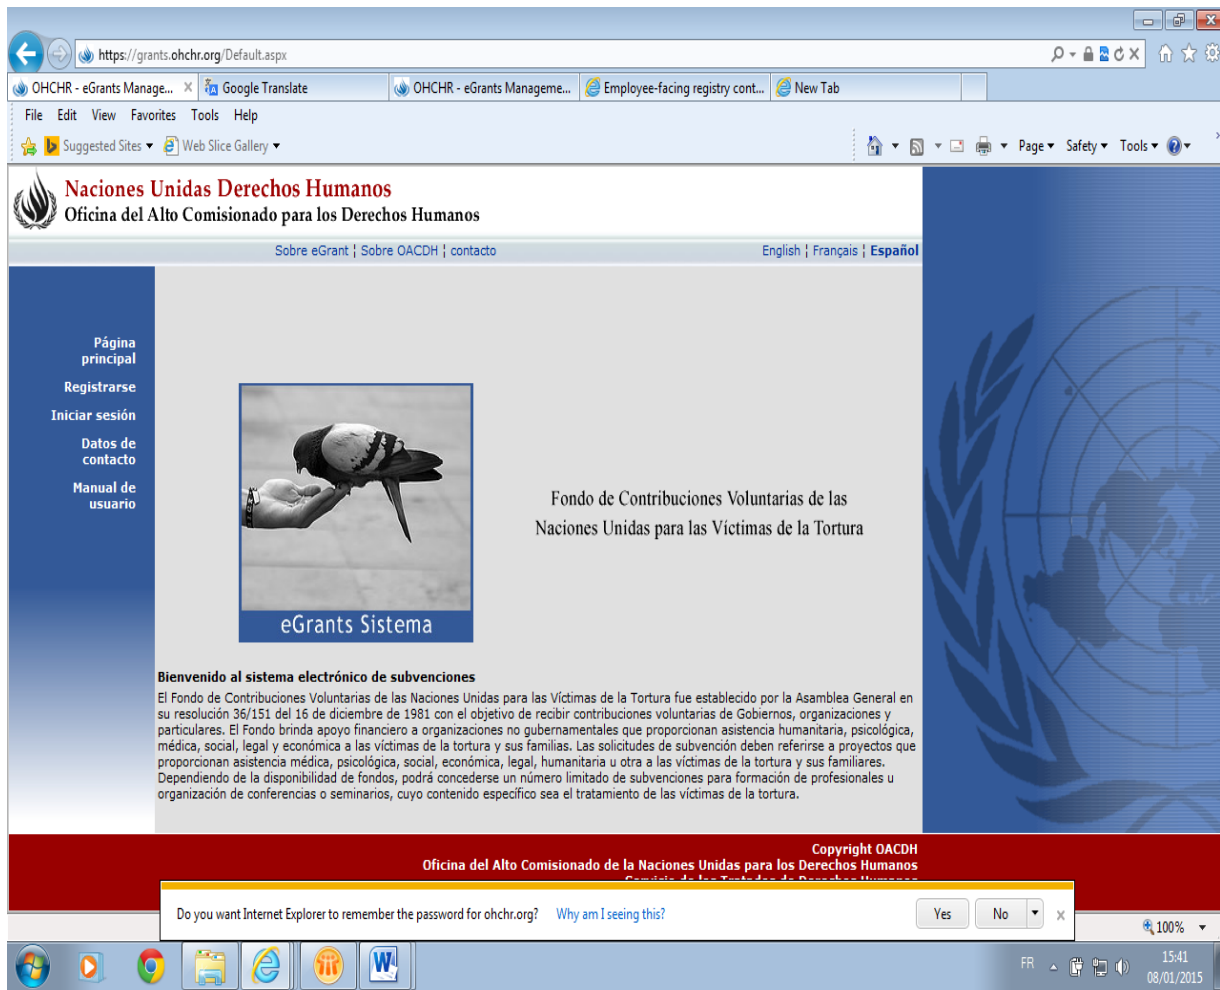 https://grants.ohchr.org/Default.aspx
OHCHR - eGrants Manage...
Google Translate
OHCHR - eGrants Manageme...
Employee-facing registry cont...
New Tab
File Edit View Favorites Tools Help
Suggested Sites
Web Slice Gallery
Page Safety Tools
Naciones Unidas Derechos Humanos
Oficina del Alto Comisionado para los Derechos Humanos
Sobre eGrant ¦ Sobre OACDH ¦ contacto
English ¦ Français ¦ Español
Página
principal
Registrarse
Iniciar sesión
Datos de
contacto
Manual de
usuario
Fondo de Contribuciones Voluntarias de las
Naciones Unidas para las Víctimas de la Tortura
eGrants Sistema
Bienvenido al sistema electrónico de subvenciones
El Fondo de Contribuciones Voluntarias de las Naciones Unidas para las Víctimas de la Tortura fue establecido por la Asamblea General en
su resolución 36/151 del 16 de diciembre de 1981 con el objetivo de recibir contribuciones voluntarias de Gobiernos, organizaciones y
particulares. El Fondo brinda apoyo financiero a organizaciones no gubernamentales que proporcionan asistencia humanitaria, psicológica,
médica, social, legal y económica a las víctimas de la tortura y sus familias. Las solicitudes de subvención deben referirse a proyectos que
proporcionan asistencia médica, psicológica, social, económica, legal, humanitaria u otra a las víctimas de la tortura y sus familiares.
Dependiendo de la disponibilidad de fondos, podrá concederse un número limitado de subvenciones para formación de profesionales u
organización de conferencias o seminarios, cuyo contenido específico sea el tratamiento de las víctimas de la tortura.
Copyright OACDH
Oficina del Alto Comisionado de la Naciones Unidas para los Derechos Humanos
Servicio de los Tratados de Derechos Humanos
Do you want Internet Explorer to remember the password for ohchr.org? Why am I seeing this?
Yes
No
100%
FR
15:41
08/01/2015